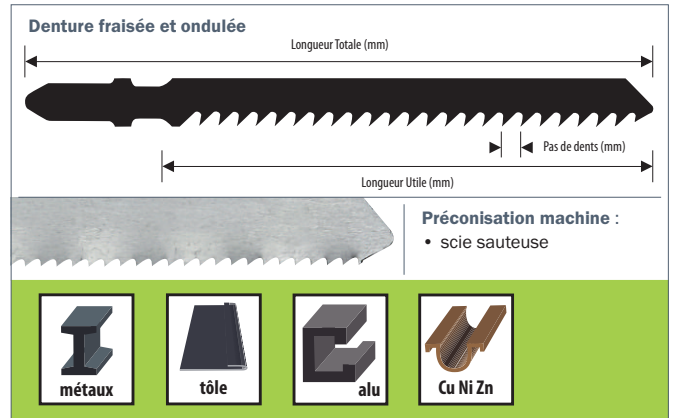 Denture fraisée et ondulée
Longueur Totale (mm)
Pas de dents (mm)
Longueur Utile (mm)
Préconisation machine :
• scie sauteuse
métaux
tôle
alu
Cu Ni Zn